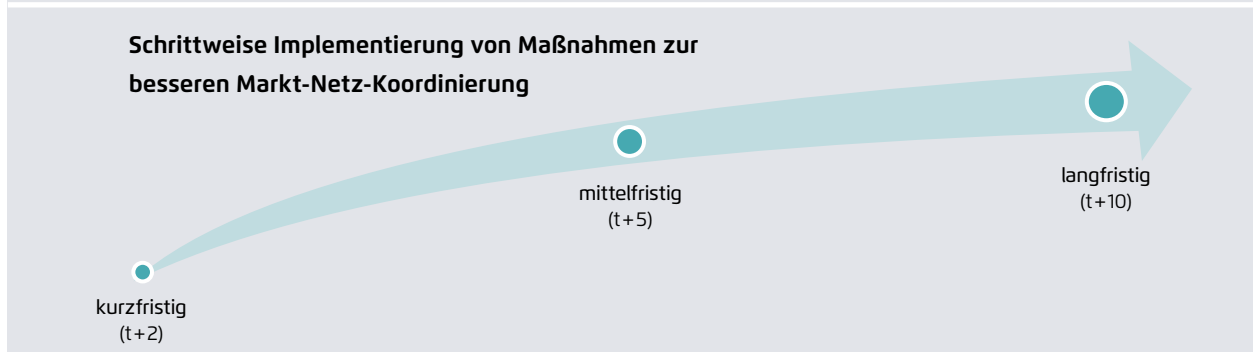 Schrittweise Implementierung von Maßnahmen zur
besseren Markt-Netz-Koordinierung
kurzfristig
(t+2)
mittelfristig
(t+5)
langfristig
(t+10)